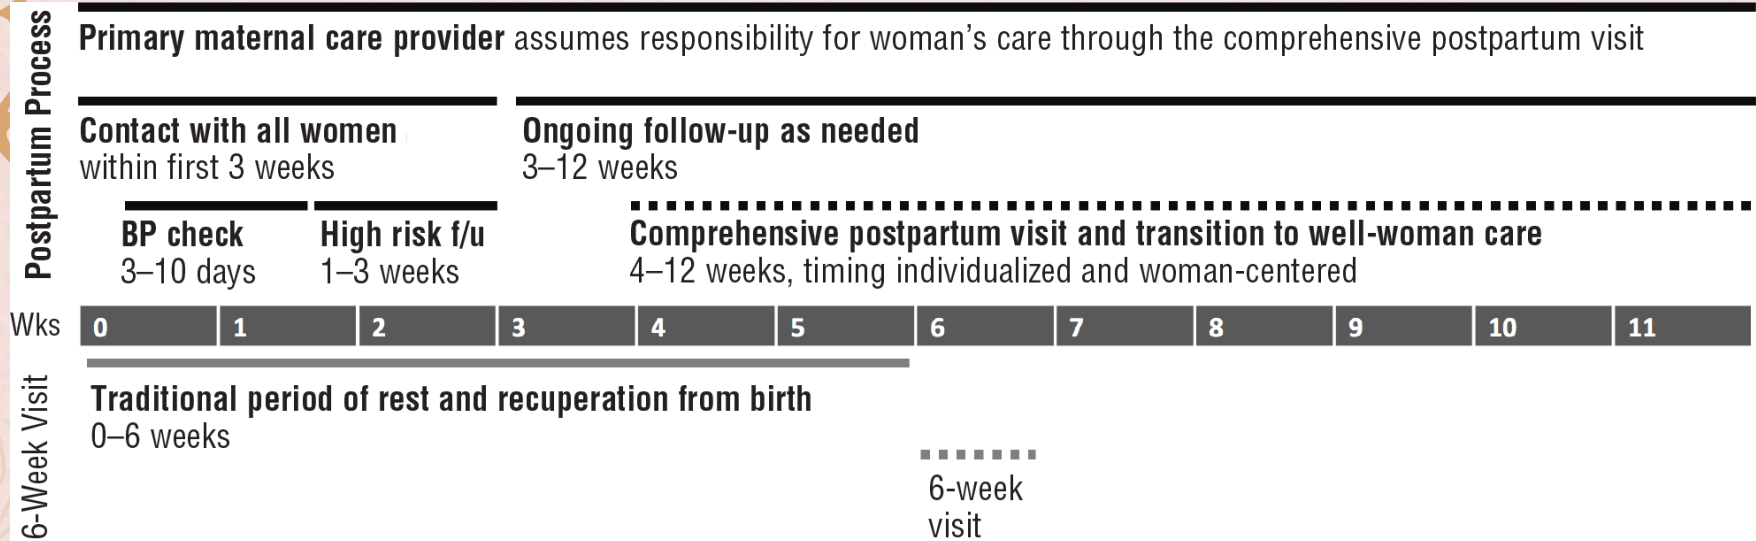 Postpartum Process
Primary maternal care provider assumes responsibility for woman’s care through the comprehensive postpartum visit
Contact with all women
within first 3 weeks
Ongoing follow-up as needed
3–12 weeks
BP check
3–10 days
High risk f/u
1–3 weeks
Comprehensive postpartum visit and transition to well-woman care
4–12 weeks, timing individualized and woman-centered
Wks 0 1 2 3 4 5 6 7 8 9 10 11
6-Week Visit
Traditional period of rest and recuperation from birth
0–6 weeks
6-week
visit